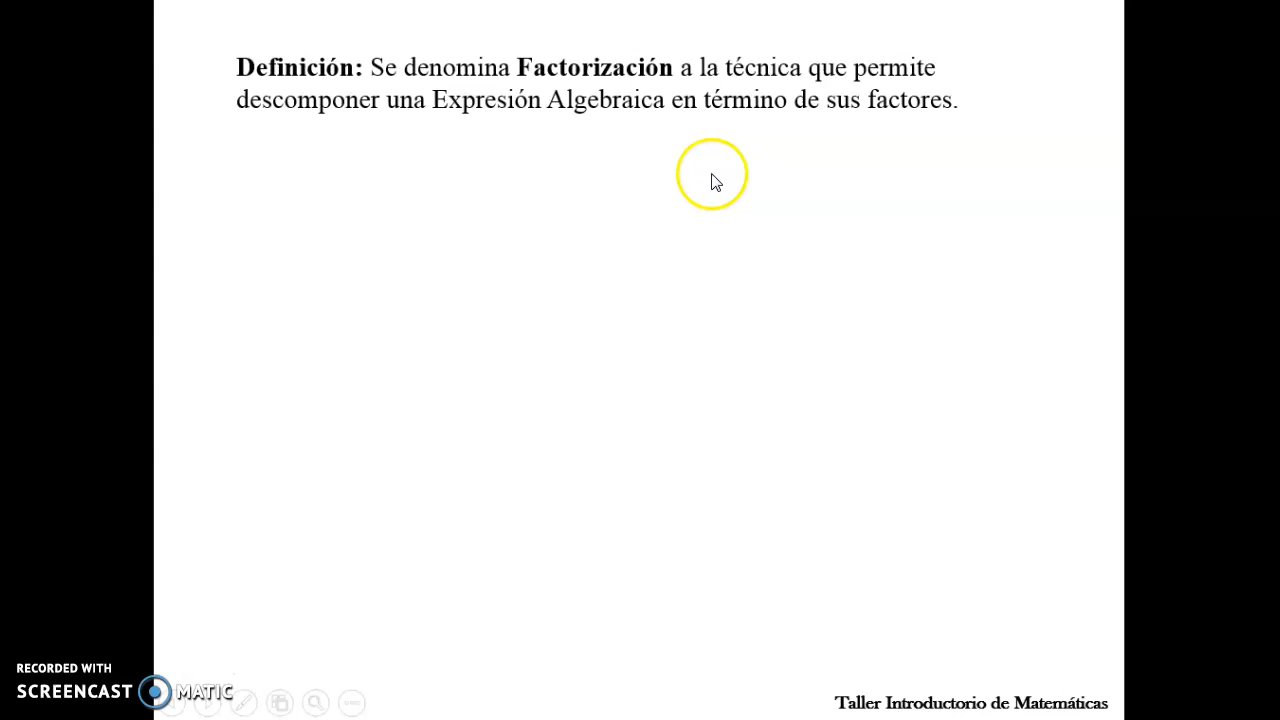 Definición: Se denomina Factorización a la técnica que permite
descomponer una Expresión Algebraica en término de sus factores.
RECORDED WITH
SCREENCAST MATIC
Taller Introductorio de Matemáticas